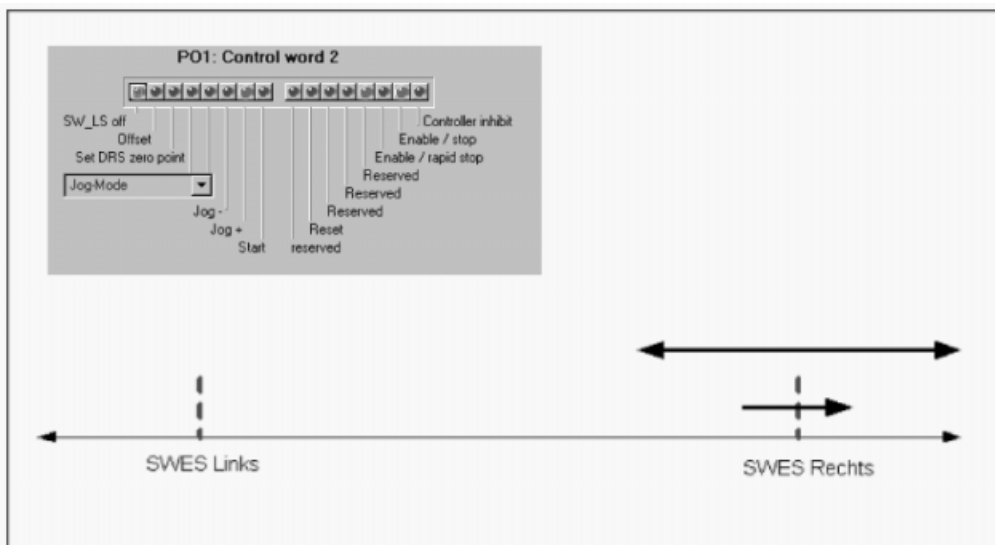 PO1: Control word 2
SW_LS off
Controller inhibit
Offset
Enable / stop
Set DRS zero point
Enable / rapid stop
Reserved
Jog-Mode
Reserved
Jog -
Reserved
Jog +
Reset
Start
reserved
SWES Links
SWES Rechts